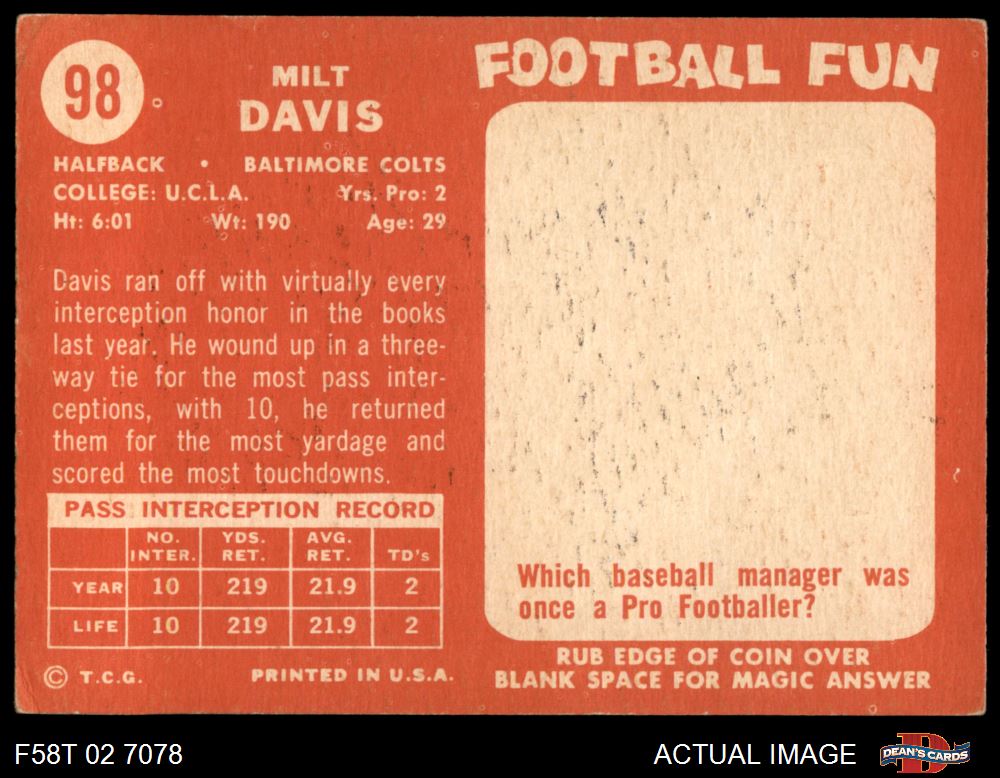 98
MILT
DAVIS
HALFBACK • BALTIMORE COLTS
COLLEGE: U.C.L.A. Yrs. Pro: 2
Ht: 6:01 Wt: 190 Age: 29
Davis ran off with virtually every
interception honor in the books
last year. He wound up in a three-
way tie for the most pass inter-
ceptions, with 10, he returned
them for the most yardage and
scored the most touchdowns.
PASS INTERCEPTION RECORD
NO. INTER. YDS. RET. AVG. RET. TD's
YEAR 10 219 21.9 2
LIFE 10 219 21.9 2
© T.C.G. PRINTED IN U.S.A.
FOOTBALL FUN
Which baseball manager was
once a Pro Footballer?
RUB EDGE OF COIN OVER
BLANK SPACE FOR MAGIC ANSWER
F58T 02 7078
ACTUAL IMAGE
D
DEAN'S CARDS